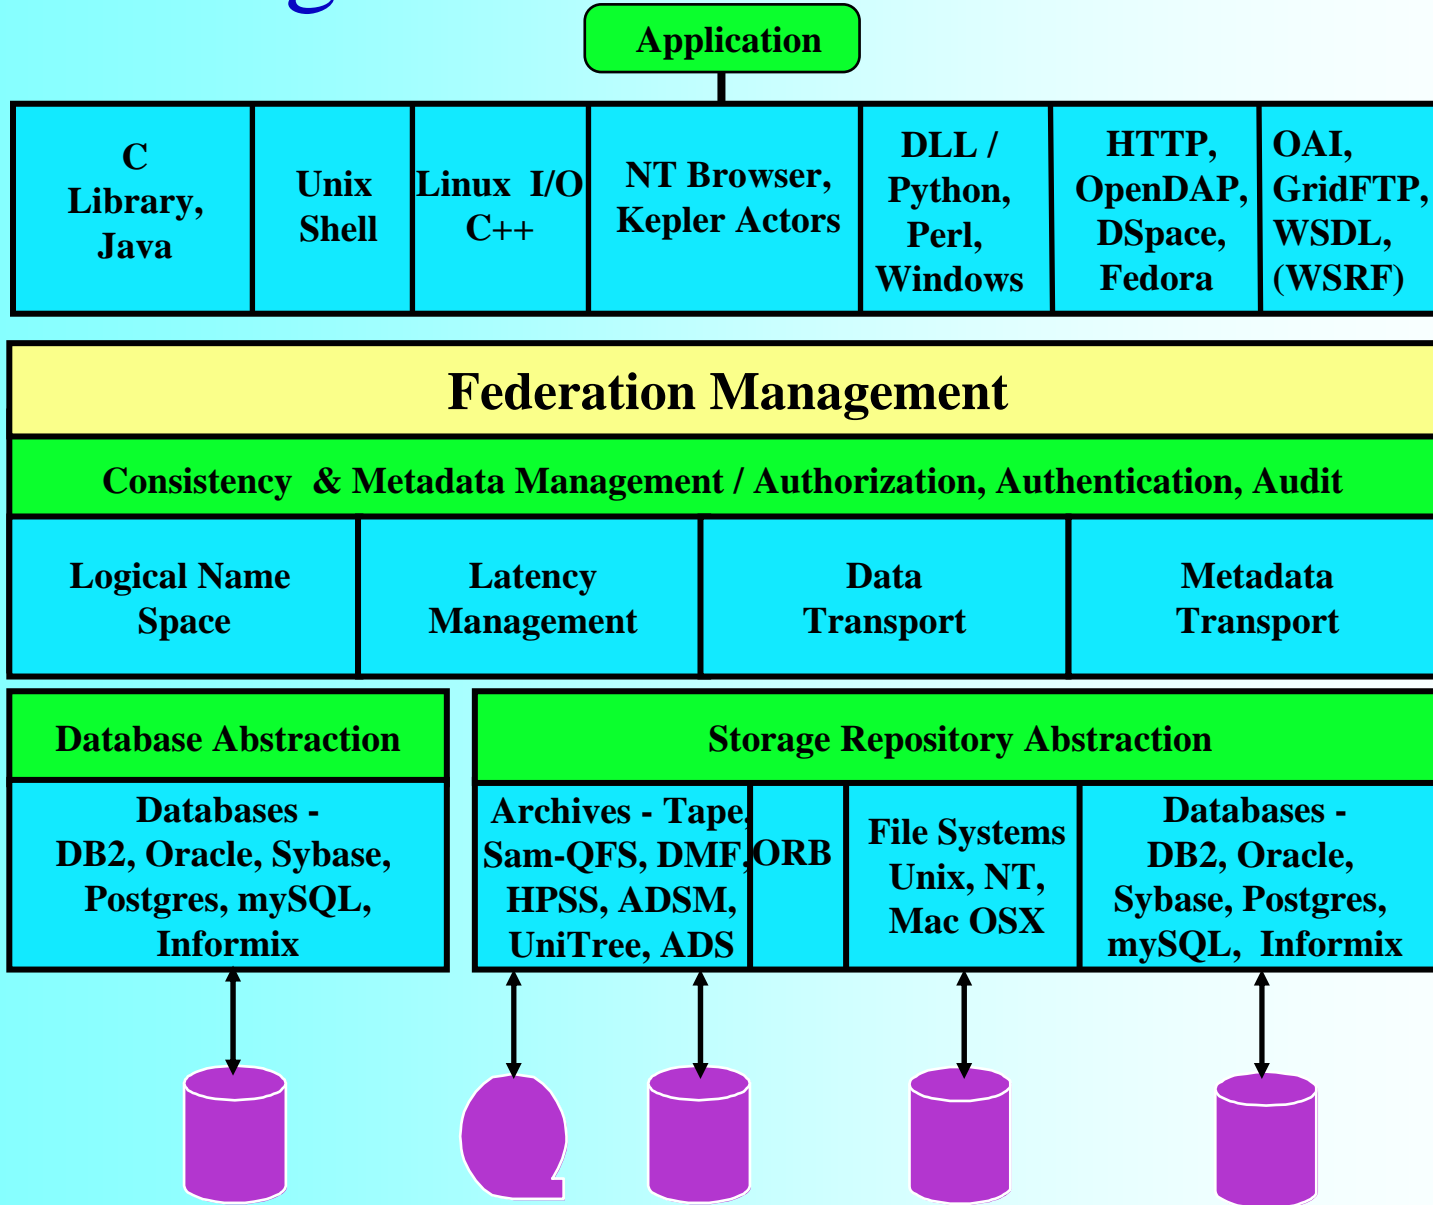 Application
C
Library,
Java
Unix
Shell
Linux  I/O
C++
NT Browser,
Kepler Actors
DLL /
Python,
Perl,
Windows
HTTP,
OpenDAP,
DSpace,
Fedora
OAI,
GridFTP,
WSDL,
(WSRF)
Federation Management
Consistency  & Metadata Management / Authorization, Authentication, Audit
Logical Name
Space
Latency
Management
Data
Transport
Metadata
Transport
Database Abstraction
Storage Repository Abstraction
Databases -
DB2, Oracle, Sybase,
Postgres, mySQL,
Informix
Archives - Tape,
Sam-QFS, DMF,
HPSS, ADSM,
UniTree, ADS
ORB
File Systems
Unix, NT,
Mac OSX
Databases -
DB2, Oracle,
Sybase, Postgres,
mySQL,  Informix